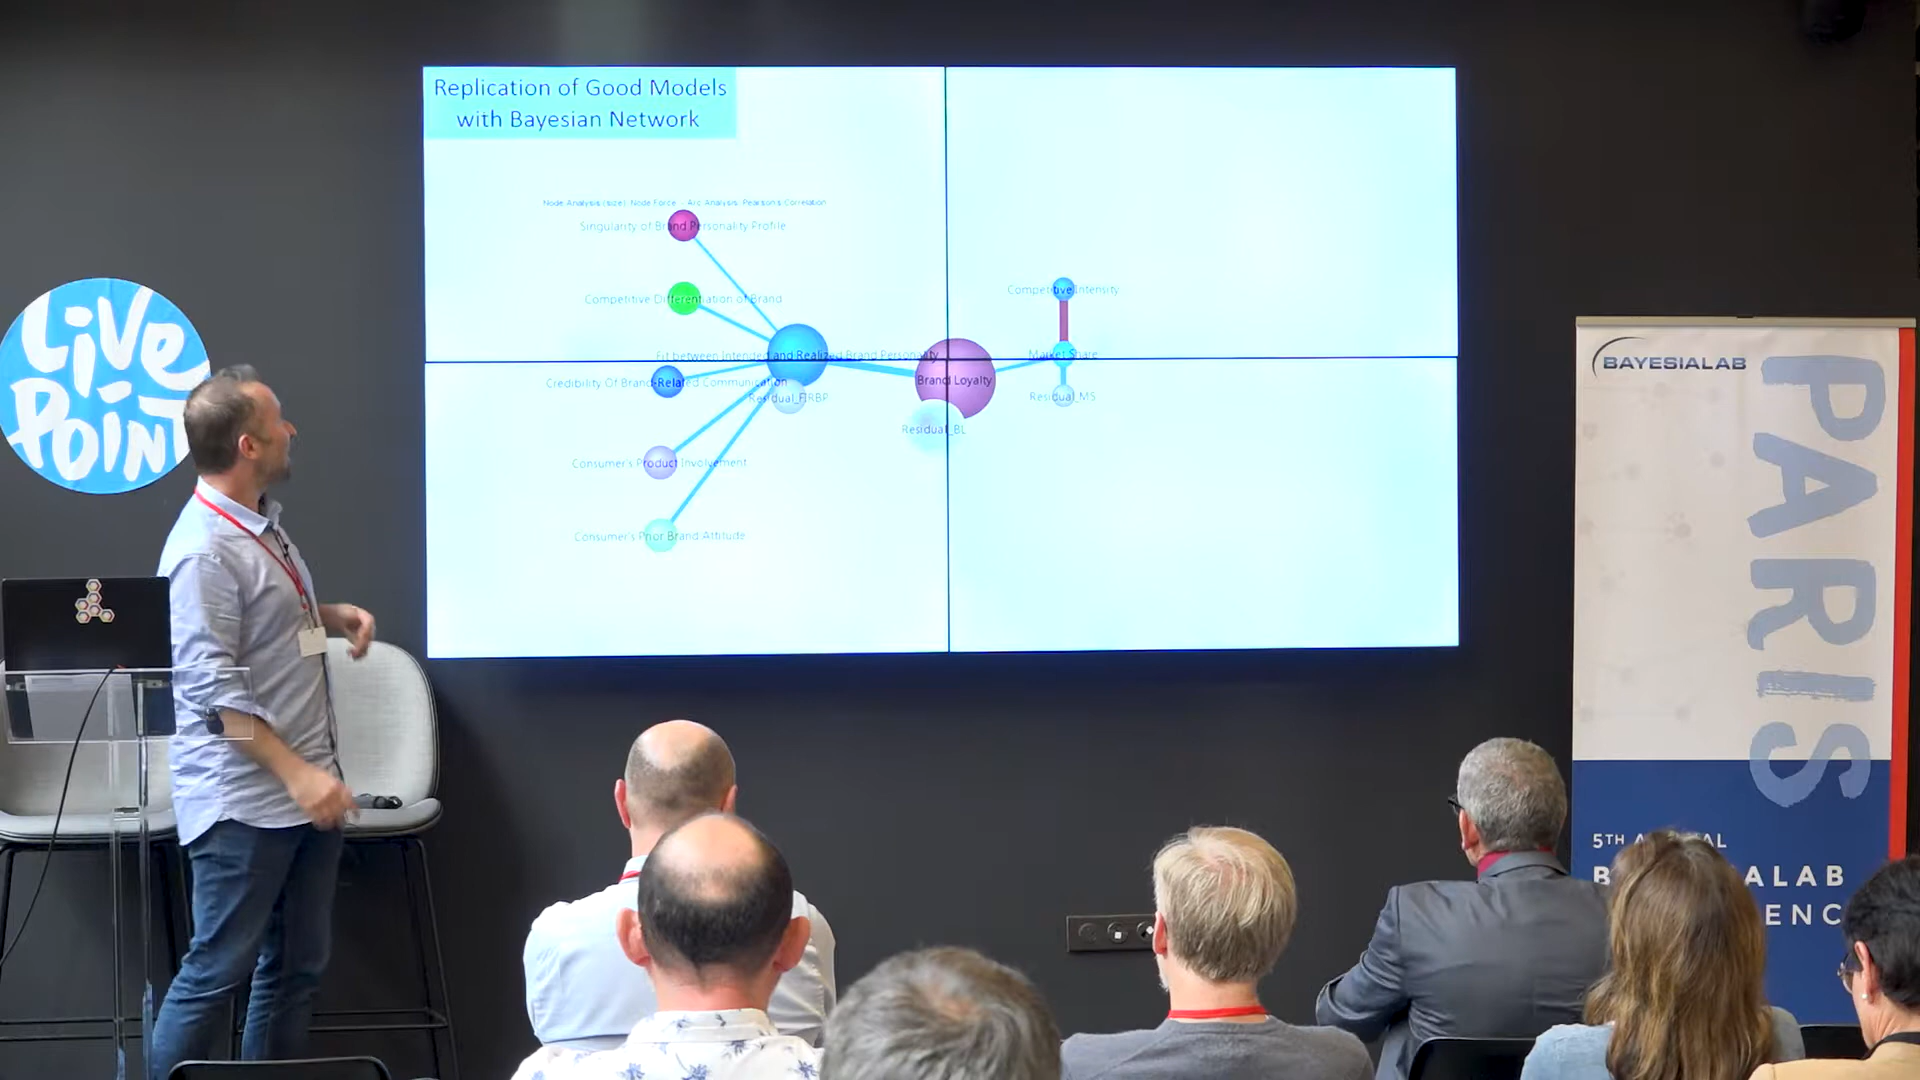 Replication of Good Models
with Bayesian Network
Node Analysis (size): Node Force - Arc Analysis: Pearson's Correlation
Singularity of Brand Personality Profile
Competitive Intensity
Competitive Differentiation of Brand
Fit between Intended and Realized Brand Personality
Market Share
Credibility Of Brand-Related Communication
Brand Loyalty
Residual_FIRBP
Residual_MS
Residual_BL
Consumer's Product Involvement
Consumer's Prior Brand Attitude
LiVe
POiNT
BAYESIALAB
PARIS
5TH